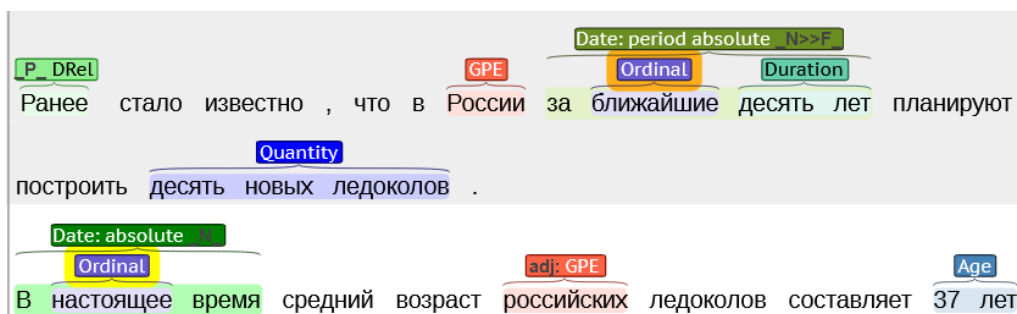 Date: period absolute _N>>F_
_P_ DRel GPE Ordinal Duration
Ранее стало известно , что в России за ближайшие десять лет планируют
Quantity
построить десять новых ледоколов .
Date: absolute _N_
Ordinal adj: GPE Age
В настоящее время средний возраст российских ледоколов составляет 37 лет